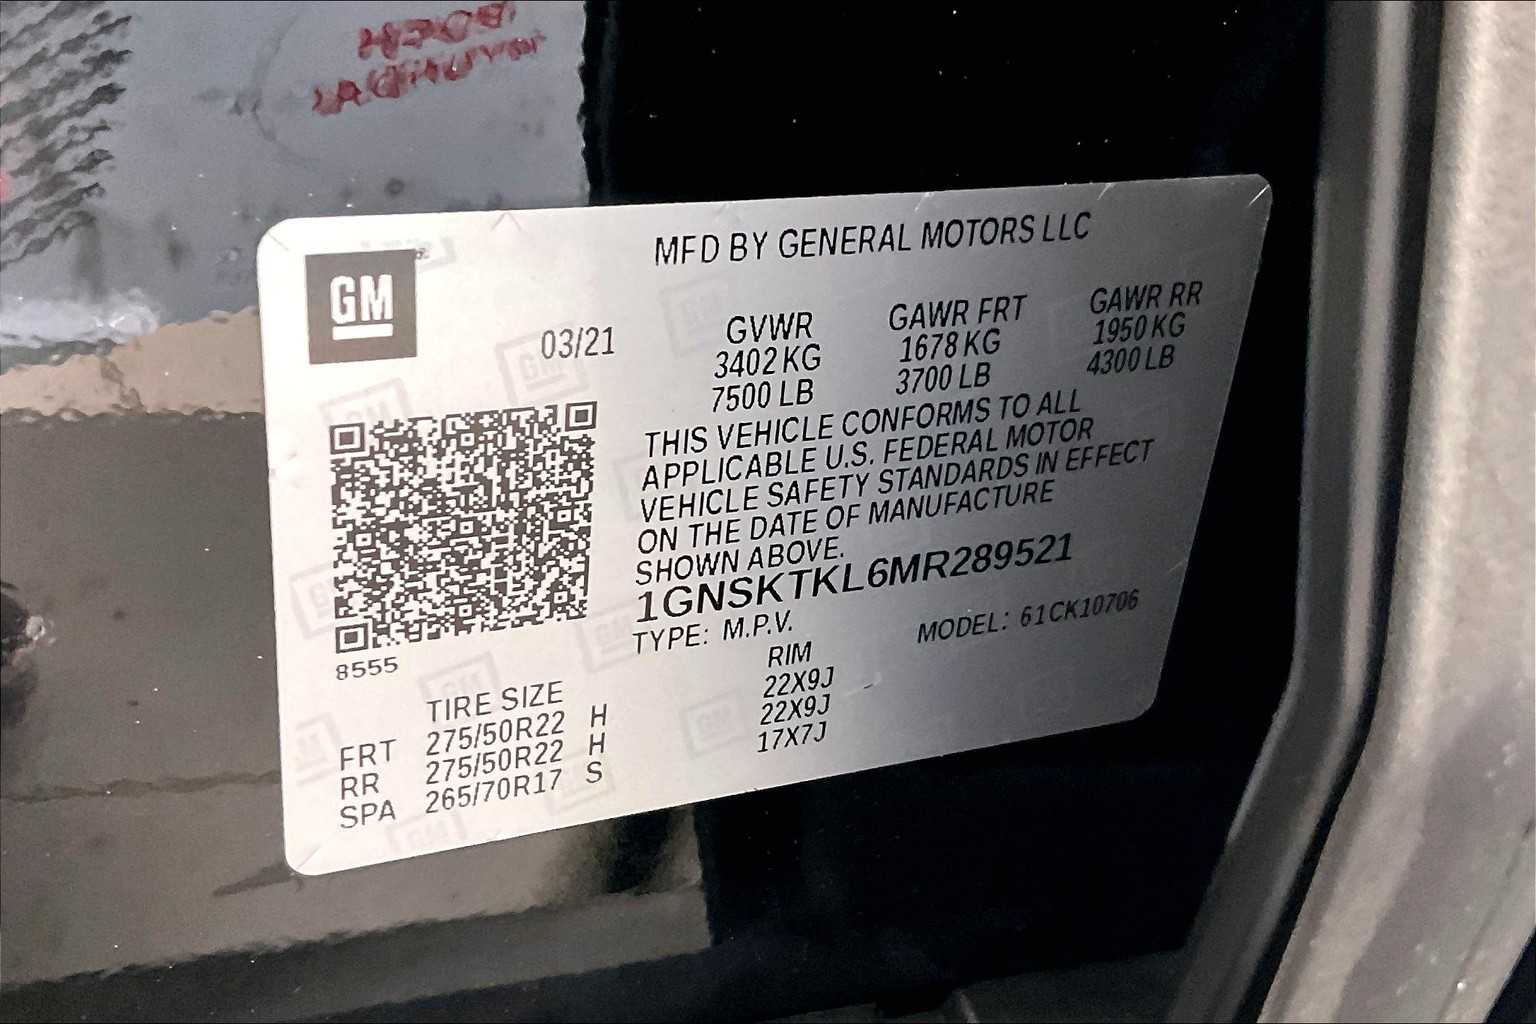 GM
MFD BY GENERAL MOTORS LLC
03/21
GVWR GAWR FRT GAWR RR
3402 KG 1678 KG 1950 KG
7500 LB 3700 LB 4300 LB
THIS VEHICLE CONFORMS TO ALL
APPLICABLE U.S. FEDERAL MOTOR
VEHICLE SAFETY STANDARDS IN EFFECT
ON THE DATE OF MANUFACTURE
SHOWN ABOVE.
1GNSKTKL6MR289521
TYPE: M.P.V. MODEL: 61CK10706
8555
TIRE SIZE RIM
FRT 275/50R22 H 22X9J
RR 275/50R22 H 22X9J
SPA 265/70R17 S 17X7J